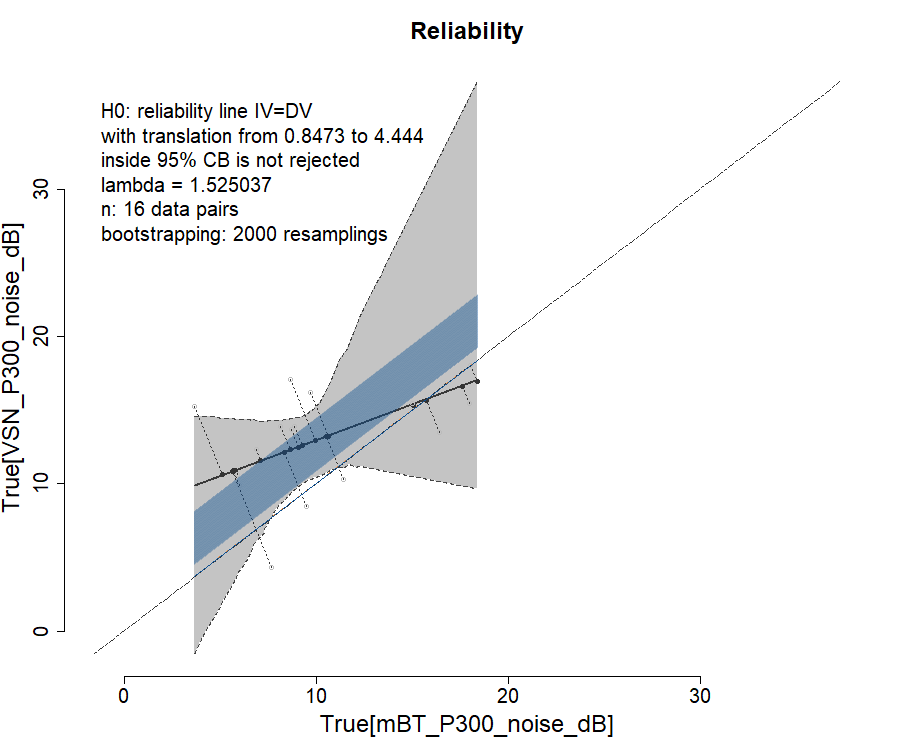 Reliability
H0: reliability line IV=DV
with translation from 0.8473 to 4.444
inside 95% CB is not rejected
lambda = 1.525037
n: 16 data pairs
bootstrapping: 2000 resamplings
True[VSN_P300_noise_dB]
30
20
10
0
0 10 20 30
True[mBT_P300_noise_dB]